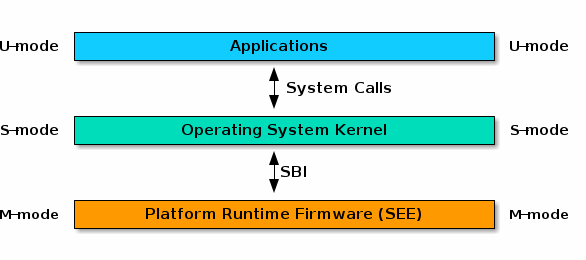 U-mode Applications U-mode
System Calls
S-mode Operating System Kernel S-mode
SBI
M-mode Platform Runtime Firmware (SEE) M-mode